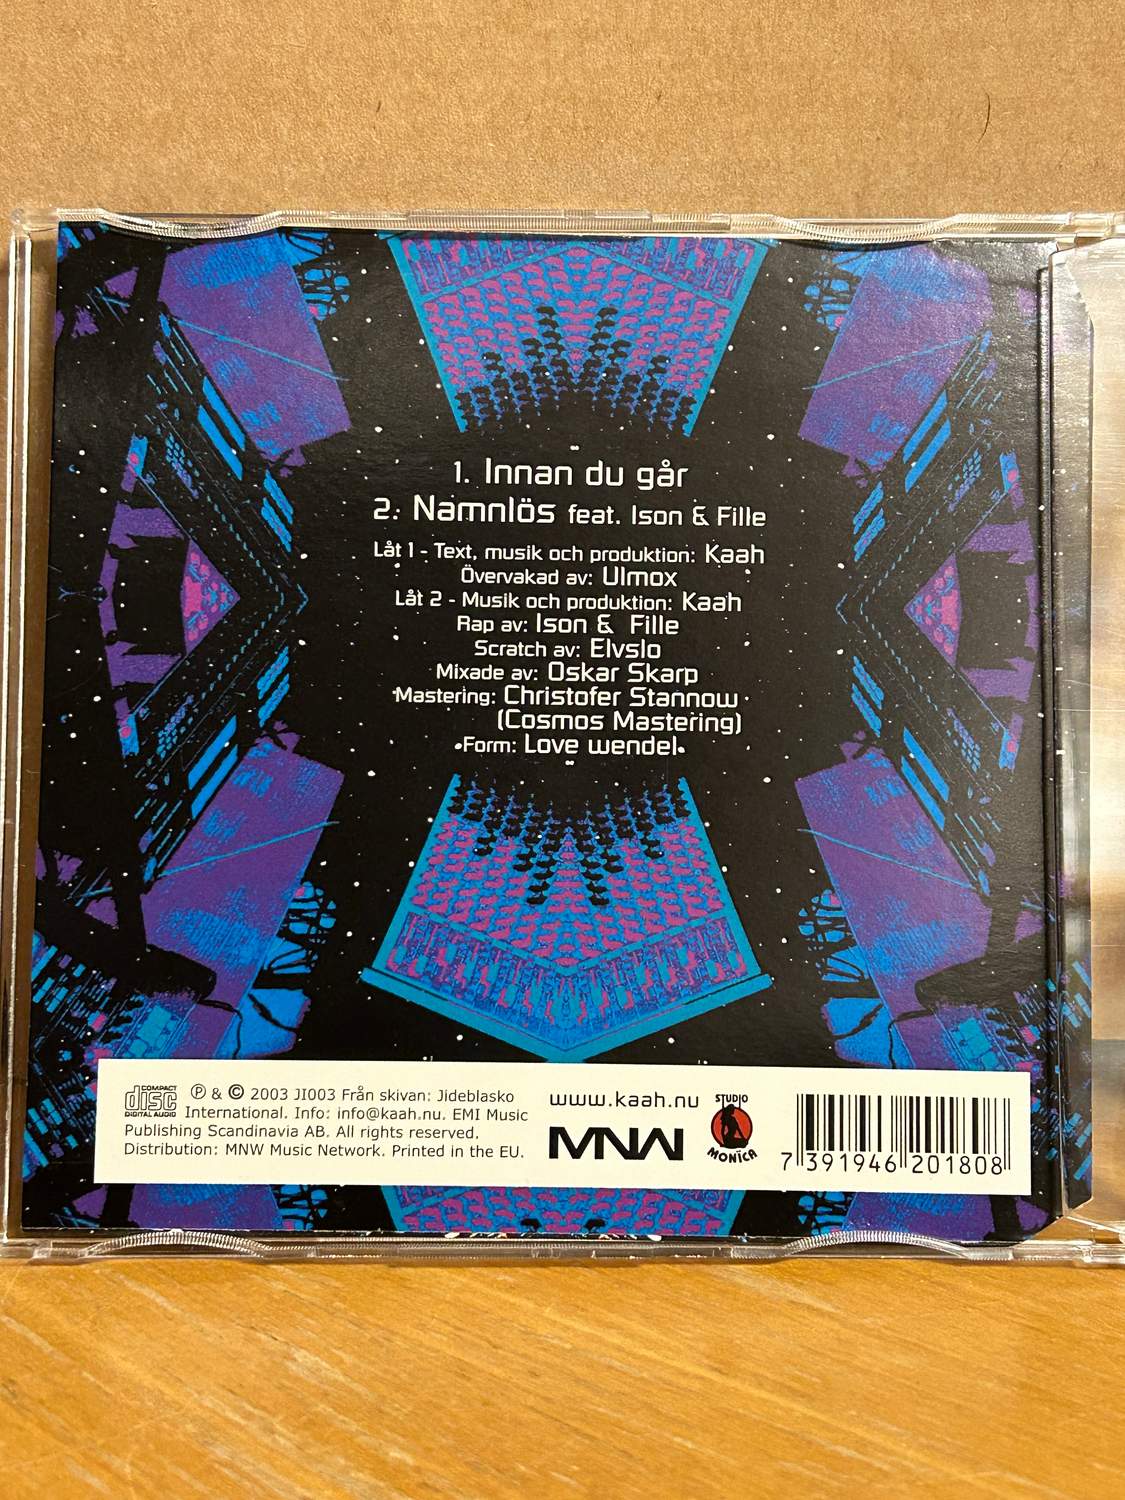 1. Innan du går
2. Namnlös feat. Ison & Fille
Låt 1 - Text, musik och produktion: Kaah
Övervakad av: Ulmox
Låt 2 - Musik och produktion: Kaah
Rap av: Ison & Fille
Scratch av: Elvslo
Mixade av: Oskar Skarp
Mastering: Christofer Stannow
(Cosmos Mastering)
Form: Love wendel
COMPACT
disc
DIGITAL AUDIO
℗ & © 2003 JI003 Från skivan: Jideblasko
International. Info: info@kaah.nu. EMI Music
Publishing Scandinavia AB. All rights reserved.
Distribution: MNW Music Network. Printed in the EU.
www.kaah.nu
MNW
STUDIO
MONICA
7 391946 201808